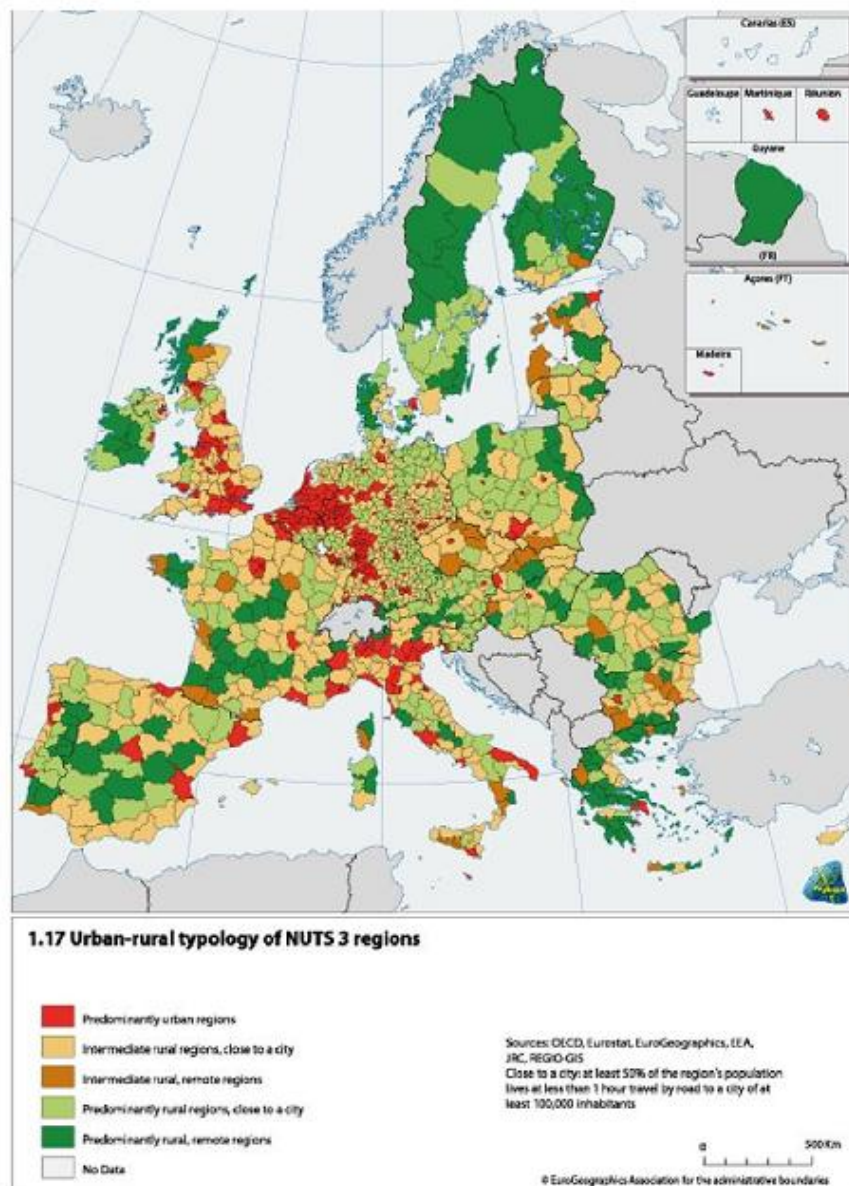 Canarias (ES)
Guadeloupe Martinique Réunion
Guyane
(FR)
Açores (PT)
Madeira
1.17 Urban-rural typology of NUTS 3 regions
Predominantly urban regions
Intermediate rural regions, close to a city
Intermediate rural, remote regions
Predominantly rural regions, close to a city
Predominantly rural, remote regions
No Data
Sources: OECD, Eurostat, EuroGeographics, EEA,
JRC, REGIO-GIS
Close to a city: at least 50% of the region's population
lives at less than 1 hour travel by road to a city of at
least 100,000 inhabitants
0 500 Km
© EuroGeographics Association for the administrative boundaries